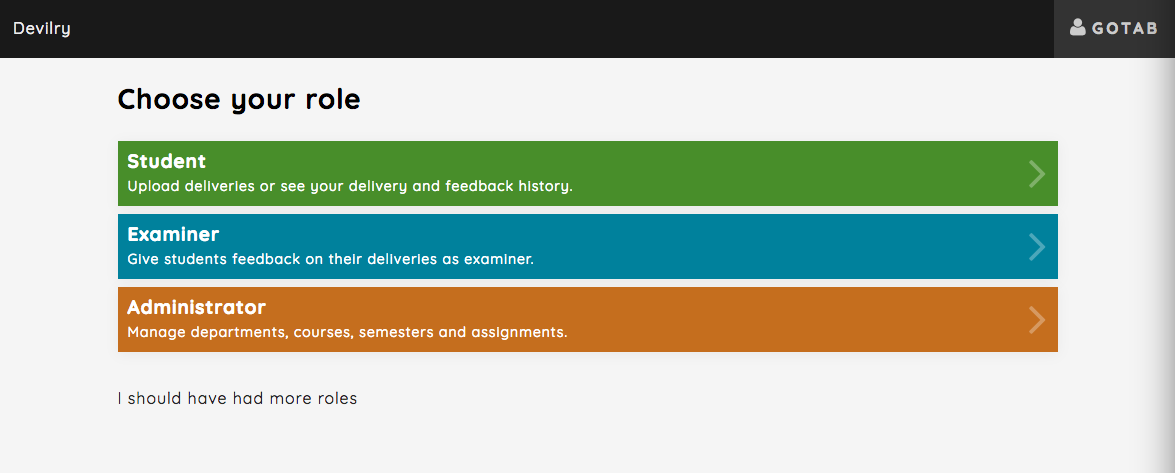 Devilry
GOTAB
Choose your role
Student
Upload deliveries or see your delivery and feedback history.
Examiner
Give students feedback on their deliveries as examiner.
Administrator
Manage departments, courses, semesters and assignments.
I should have had more roles